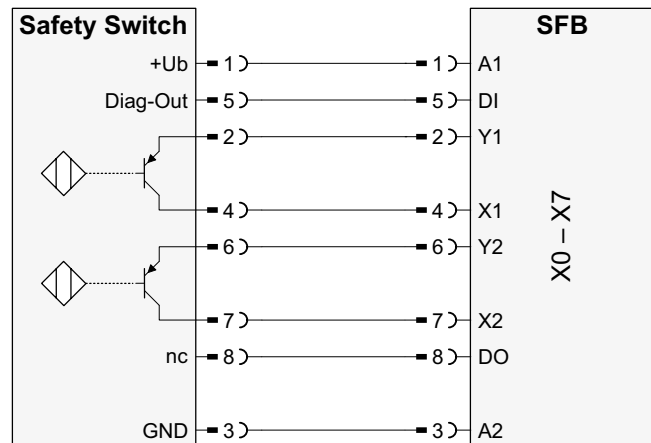 Safety Switch SFB
+Ub 1 1 A1
Diag-Out 5 5 DI
2 2 Y1
4 4 X1
6 6 Y2
7 7 X2
nc 8 8 DO
GND 3 3 A2
X0 – X7